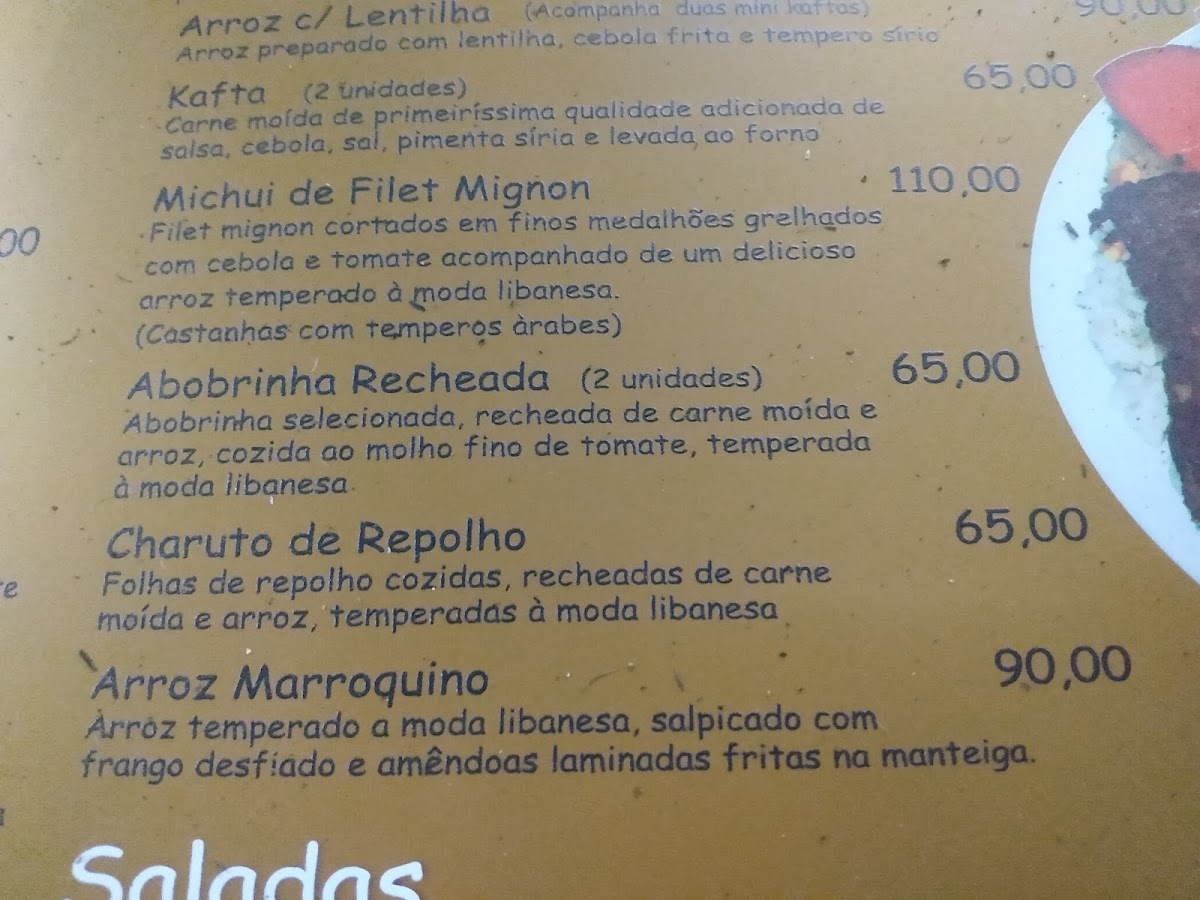 Arroz c/ Lentilha (Acompanha duas mini kaftas) 90,00
Arroz preparado com lentilha, cebola frita e tempero sírio
Kafta (2 unidades) 65,00
Carne moída de primeiríssima qualidade adicionada de
salsa, cebola, sal, pimenta síria e levada ao forno
Michui de Filet Mignon 110,00
Filet mignon cortados em finos medalhões grelhados
com cebola e tomate acompanhado de um delicioso
arroz temperado à moda libanesa.
(Castanhas com temperos àrabes)
00
Abobrinha Recheada (2 unidades) 65,00
Abobrinha selecionada, recheada de carne moída e
arroz, cozida ao molho fino de tomate, temperada
à moda libanesa.
Charuto de Repolho 65,00
Folhas de repolho cozidas, recheadas de carne
moída e arroz, temperadas à moda libanesa
Arroz Marroquino 90,00
Arroz temperado a moda libanesa, salpicado com
frango desfiado e amêndoas laminadas fritas na manteiga.
Saladas